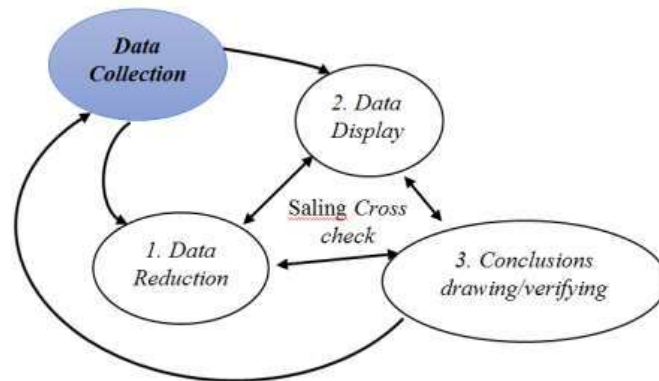 Data
Collection
2. Data
Display
Saling Cross
check
1. Data
Reduction
3. Conclusions
drawing/verifying